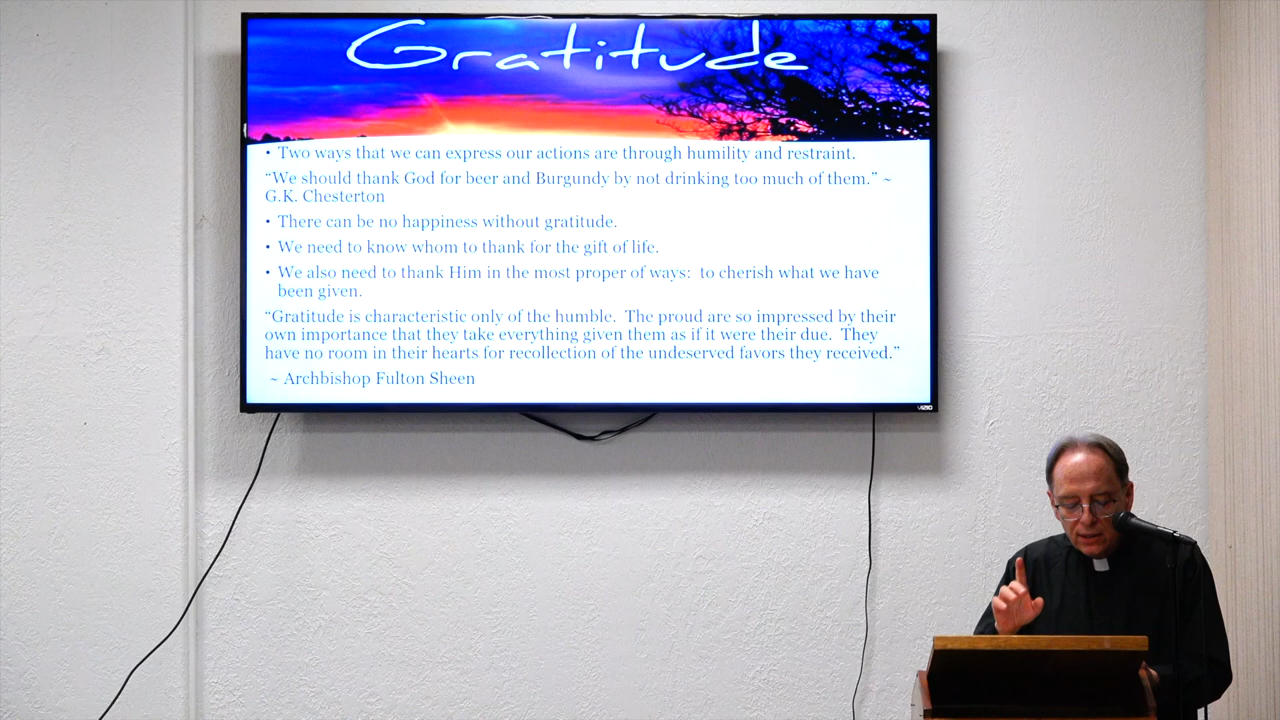 Gratitude
• Two ways that we can express our actions are through humility and restraint.
“We should thank God for beer and Burgundy by not drinking too much of them.” ~
G.K. Chesterton
• There can be no happiness without gratitude.
• We need to know whom to thank for the gift of life.
• We also need to thank Him in the most proper of ways:  to cherish what we have
been given.
“Gratitude is characteristic only of the humble.  The proud are so impressed by their
own importance that they take everything given them as if it were their due.  They
have no room in their hearts for recollection of the undeserved favors they received.”
~ Archbishop Fulton Sheen
VIZIO